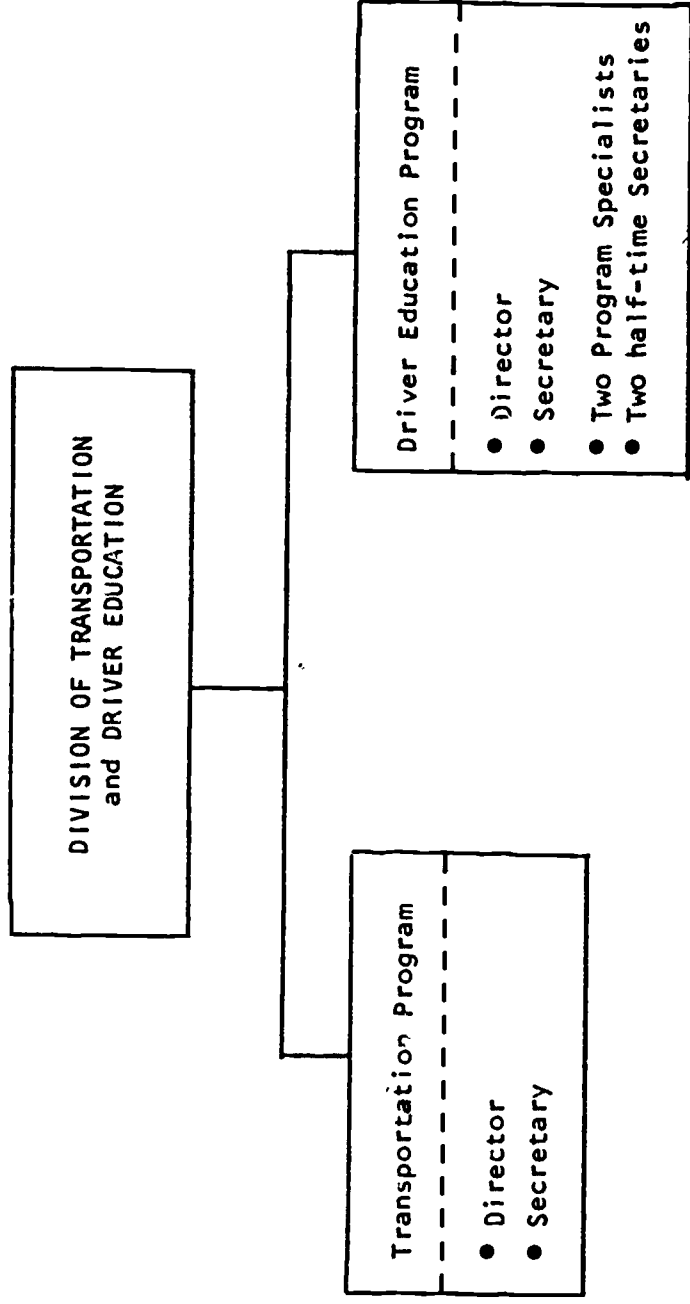 DIVISION OF TRANSPORTATION
and DRIVER EDUCATION
Transportation Program
● Director
● Secretary
Driver Education Program
● Director
● Secretary
● Two Program Specialists
● Two half-time Secretaries